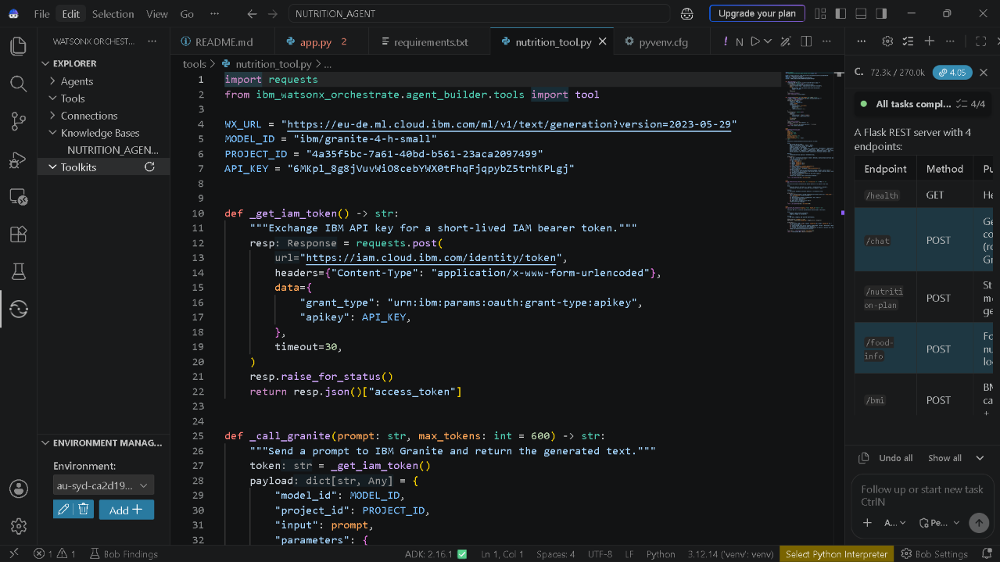 File Edit Selection View Go ··· NUTRITION_AGENT Upgrade your plan
WATSONX ORCHEST... ···
EXPLORER
Agents
Tools
Connections
Knowledge Bases
NUTRITION_AGEN...
Toolkits
ENVIRONMENT MANAG...
Environment:
au-syd-ca2d19...
Add +
README.md app.py 2 requirements.txt nutrition_tool.py pyvenv.cfg ! N
tools > nutrition_tool.py > ...
1 import requests
2 from ibm_watsonx_orchestrate.agent_builder.tools import tool
3
4 WX_URL = "https://eu-de.ml.cloud.ibm.com/ml/v1/text/generation?version=2023-05-29"
5 MODEL_ID = "ibm/granite-4-h-small"
6 PROJECT_ID = "4a35f5bc-7a61-40bd-b561-23aca2097499"
7 API_KEY = "6MKpl_8g8jVuvWiO8cebYWX0tFhqFjqpybZ5trhKPLgj"
8
9
10 def _get_iam_token() -> str:
11 """Exchange IBM API key for a short-lived IAM bearer token."""
12 resp: Response = requests.post(
13 url="https://iam.cloud.ibm.com/identity/token",
14 headers={"Content-Type": "application/x-www-form-urlencoded"},
15 data={
16 "grant_type": "urn:ibm:params:oauth:grant-type:apikey",
17 "apikey": API_KEY,
18 },
19 timeout=30,
20 )
21 resp.raise_for_status()
22 return resp.json()["access_token"]
23
24
25 def _call_granite(prompt: str, max_tokens: int = 600) -> str:
26 """Send a prompt to IBM Granite and return the generated text."""
27 token: str = _get_iam_token()
28 payload: dict[str, Any] = {
29 "model_id": MODEL_ID,
30 "project_id": PROJECT_ID,
31 "input": prompt,
32 "parameters": {
C. 72.3k / 270.0k 4.05
All tasks compl... 4/4
A Flask REST server with 4
endpoints:
Endpoint Method Pu
/health GET He
/chat POST Ge
co
(ro
Gr
/nutriti
on-plan POST St
me
ge
/food-
info POST Fo
nu
lo
/bmi POST BM
ca
+
Undo all Show all
Follow up or start new task
CtrlN
A... Pe...
1 1 Bob Findings ADK: 2.16.1 ✅ Ln 1, Col 1 Spaces: 4 UTF-8 LF Python 3.12.14 ('venv': venv) Select Python Interpreter Bob Settings